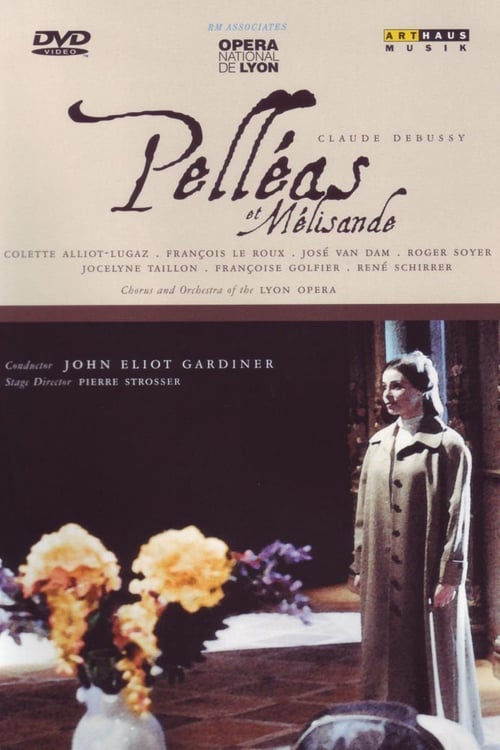 RM ASSOCIATES
DVD
VIDEO
OPERA
NATIONAL
DE LYON
ARTHAUS
MUSIK
CLAUDE DEBUSSY
Pelléas
et Mélisande
COLETTE ALLIOT-LUGAZ . FRANÇOIS LE ROUX . JOSÉ VAN DAM . ROGER SOYER
JOCELYNE TAILLON . FRANÇOISE GOLFIER . RENÉ SCHIRRER
Chorus and Orchestra of the LYON OPERA
Conductor JOHN ELIOT GARDINER
Stage Director PIERRE STROSSER